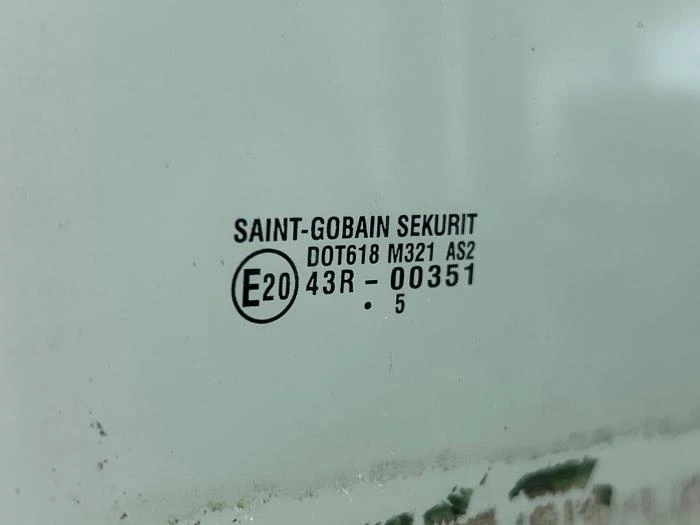 SAINT-GOBAIN SEKURIT
DOT618 M321 AS2
E20 43R - 00351
. 5